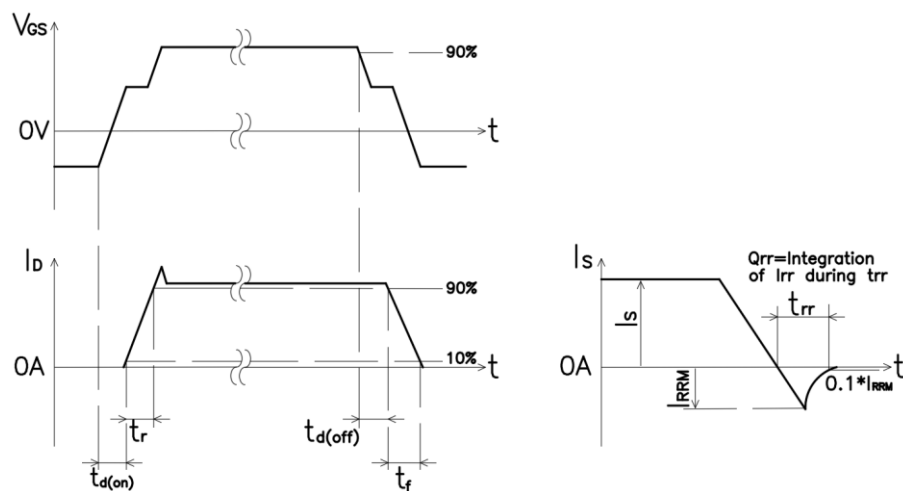 VGS
90%
0V
t
ID
90%
10%
0A
t
tr
td(off)
td(on)
tf
Is
Qrr=Integration
of Irr during trr
trr
Is
0A
t
IRRM
0.1*IRRM